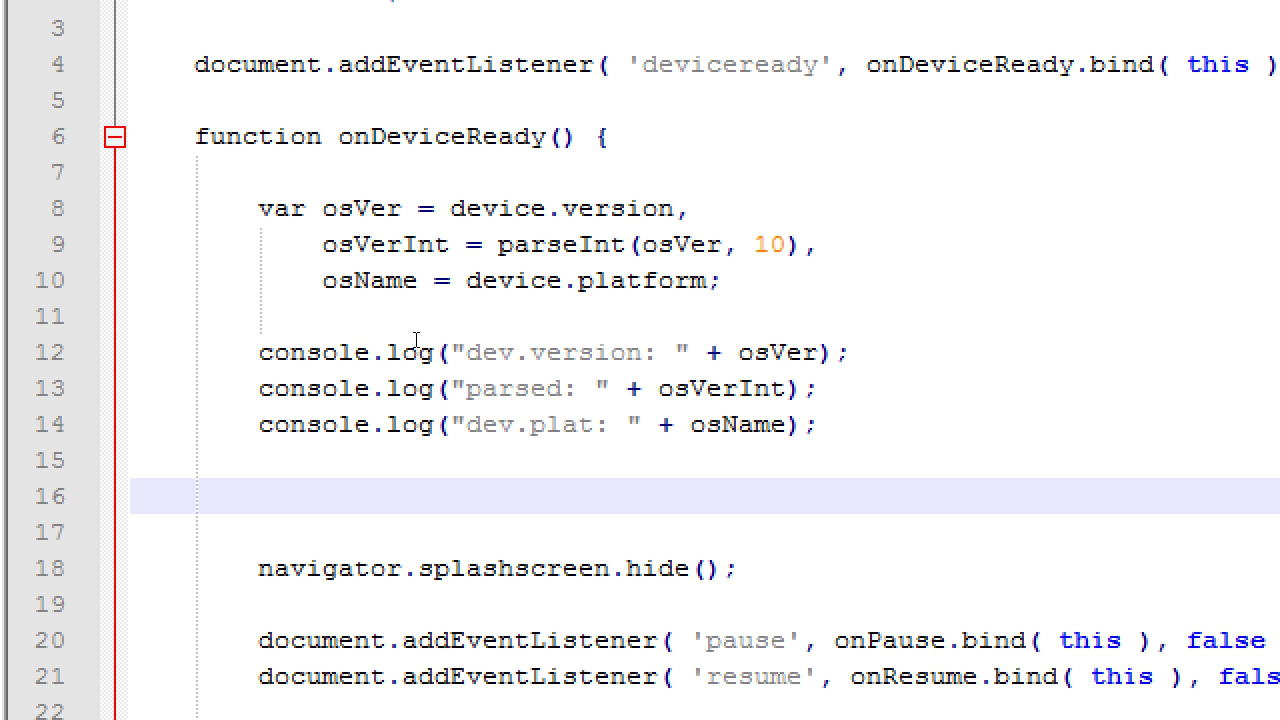 3
4 document.addEventListener( 'deviceready', onDeviceReady.bind( this )
5
6 function onDeviceReady() {
7
8 var osVer = device.version,
9 osVerInt = parseInt(osVer, 10),
10 osName = device.platform;
11
12 console.log("dev.version: " + osVer);
13 console.log("parsed: " + osVerInt);
14 console.log("dev.plat: " + osName);
15
16
17
18 navigator.splashscreen.hide();
19
20 document.addEventListener( 'pause', onPause.bind( this ), false
21 document.addEventListener( 'resume', onResume.bind( this ), fals
22